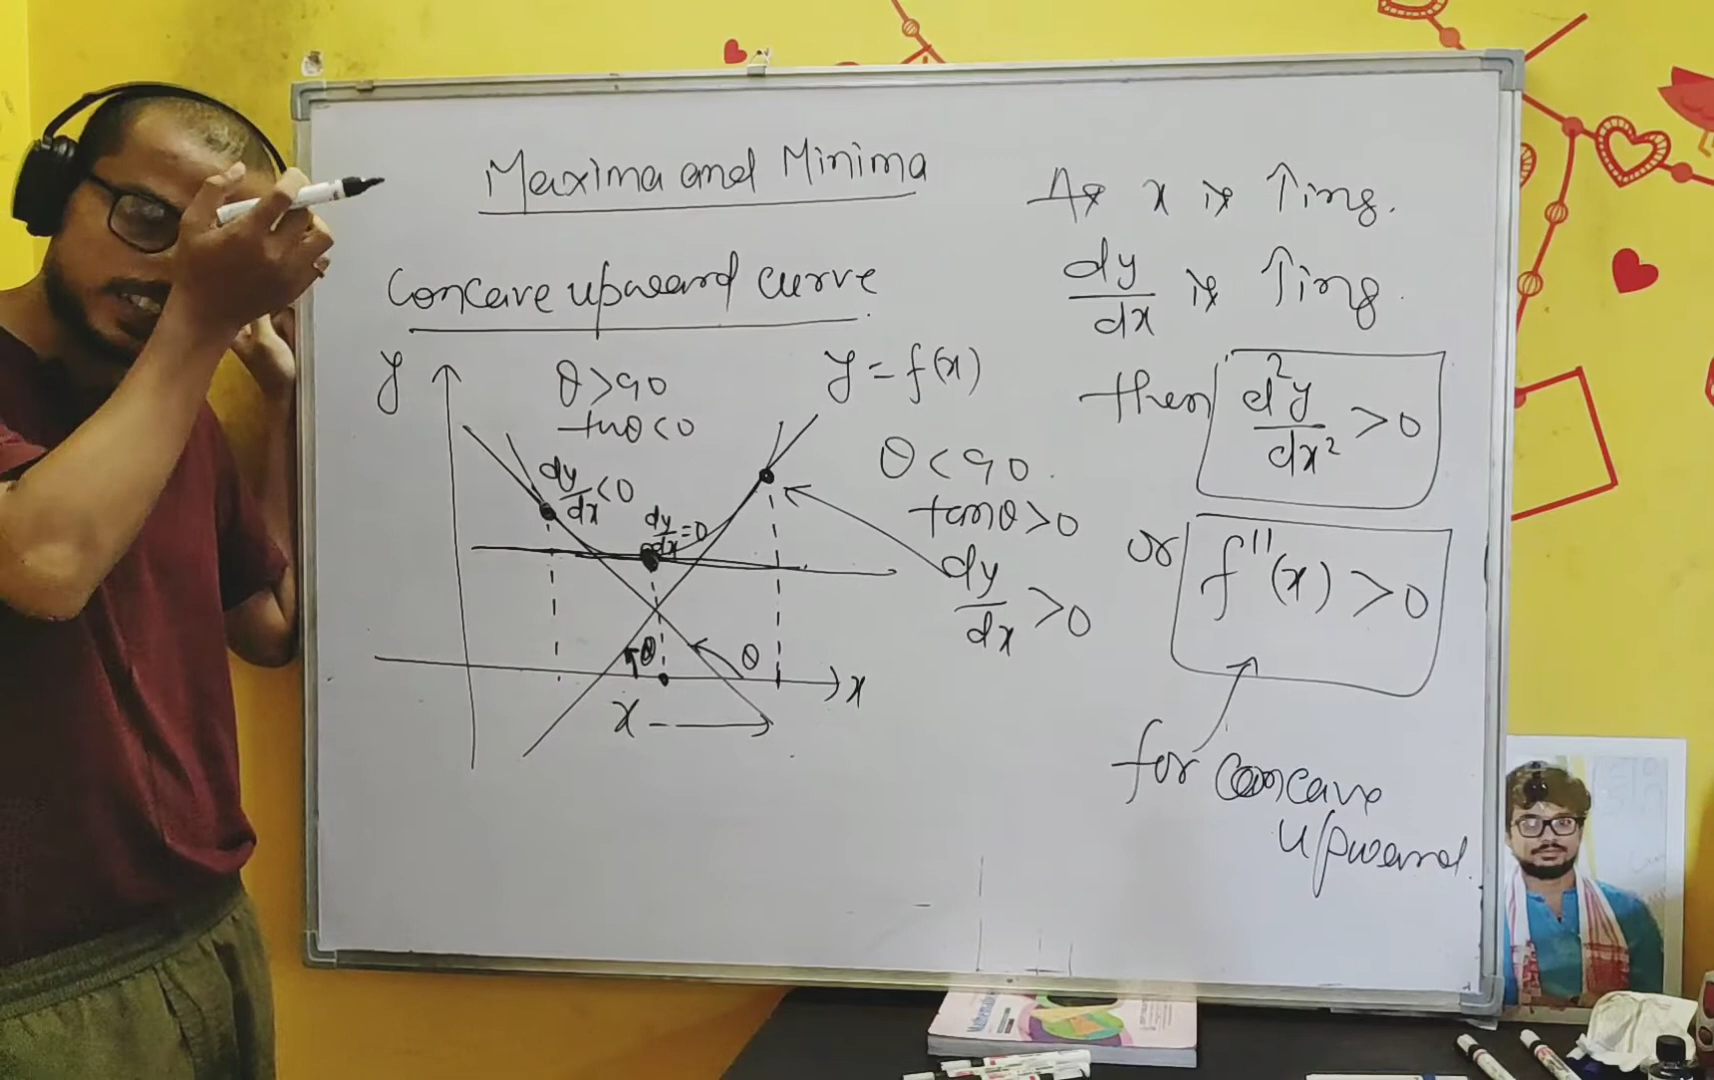 Maxima and Minima
Concave upward curve
y
θ>90
tanθ<0
y = f(x)
dy/dx <0
dy/dx =0
θ<90
tanθ>0
dy/dx >0
θ
θ
x
x
As x is ↑ing.
dy/dx is ↑ing.
then d²y/dx² >0
or f''(x) >0
for concave
upward.
Mathematics